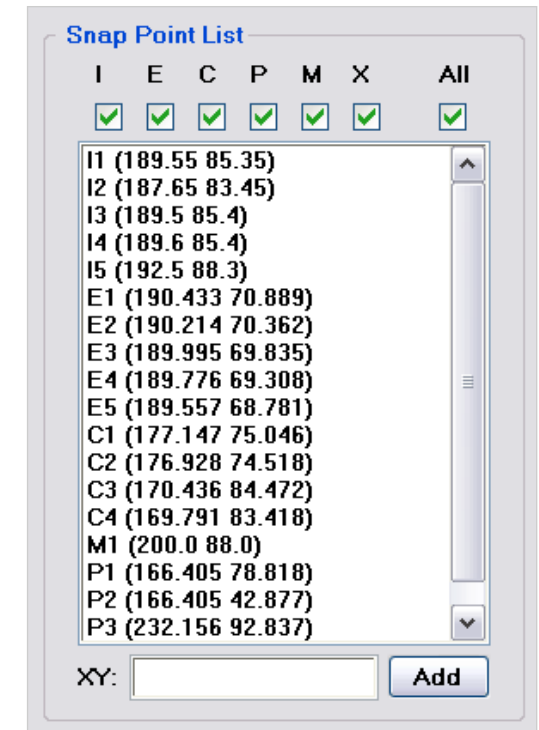 Snap Point List
I E C P M X All
I1 (189.55 85.35)
I2 (187.65 83.45)
I3 (189.5 85.4)
I4 (189.6 85.4)
I5 (192.5 88.3)
E1 (190.433 70.889)
E2 (190.214 70.362)
E3 (189.995 69.835)
E4 (189.776 69.308)
E5 (189.557 68.781)
C1 (177.147 75.046)
C2 (176.928 74.518)
C3 (170.436 84.472)
C4 (169.791 83.418)
M1 (200.0 88.0)
P1 (166.405 78.818)
P2 (166.405 42.877)
P3 (232.156 92.837)
XY: Add